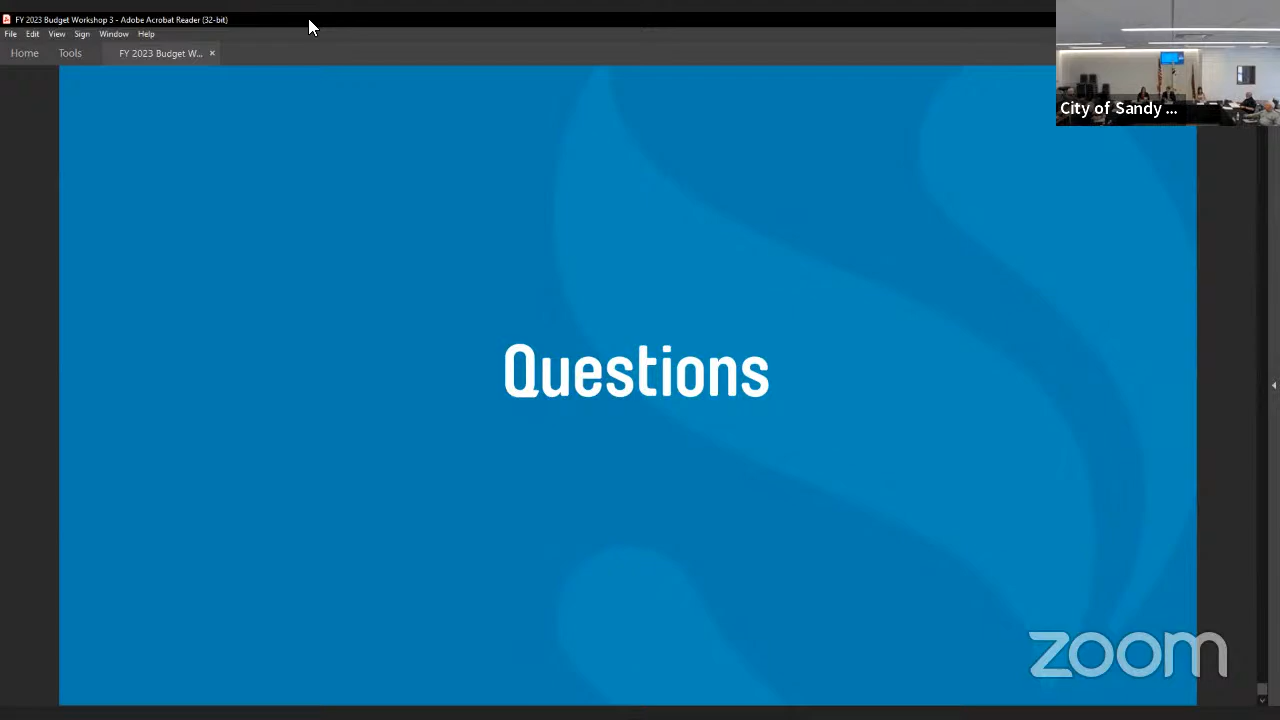 FY 2023 Budget Workshop 3 - Adobe Acrobat Reader (32-bit)
File Edit View Sign Window Help
Home Tools FY 2023 Budget W... ×
City of Sandy ...
Questions
zoom